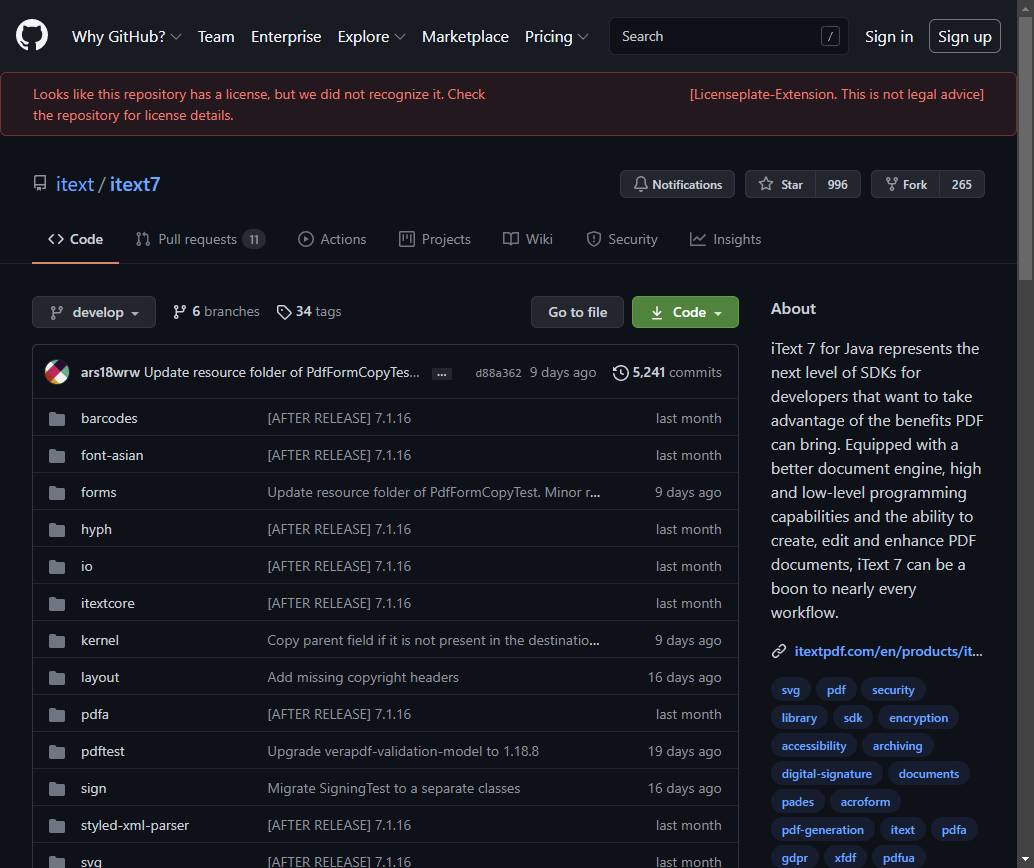 Why GitHub? Team Enterprise Explore Marketplace Pricing Search / Sign in Sign up
Looks like this repository has a license, but we did not recognize it. Check
the repository for license details.
[Licenseplate-Extension. This is not legal advice]
itext / itext7
Notifications Star 996 Fork 265
<> Code Pull requests 11 Actions Projects Wiki Security Insights
develop 6 branches 34 tags Go to file Code
ars18wrw Update resource folder of PdfFormCopyTes... ... d88a362 9 days ago 5,241 commits
barcodes [AFTER RELEASE] 7.1.16 last month
font-asian [AFTER RELEASE] 7.1.16 last month
forms Update resource folder of PdfFormCopyTest. Minor r... 9 days ago
hyph [AFTER RELEASE] 7.1.16 last month
io [AFTER RELEASE] 7.1.16 last month
itextcore [AFTER RELEASE] 7.1.16 last month
kernel Copy parent field if it is not present in the destinatio... 9 days ago
layout Add missing copyright headers 16 days ago
pdfa [AFTER RELEASE] 7.1.16 last month
pdftest Upgrade verapdf-validation-model to 1.18.8 19 days ago
sign Migrate SigningTest to a separate classes 16 days ago
styled-xml-parser [AFTER RELEASE] 7.1.16 last month
svg [AFTER RELEASE] 7.1.16 last month
About
iText 7 for Java represents the
next level of SDKs for
developers that want to take
advantage of the benefits PDF
can bring. Equipped with a
better document engine, high
and low-level programming
capabilities and the ability to
create, edit and enhance PDF
documents, iText 7 can be a
boon to nearly every
workflow.
itextpdf.com/en/products/it...
svg pdf security
library sdk encryption
accessibility archiving
digital-signature documents
pades acroform
pdf-generation itext pdfa
gdpr xfdf pdfua